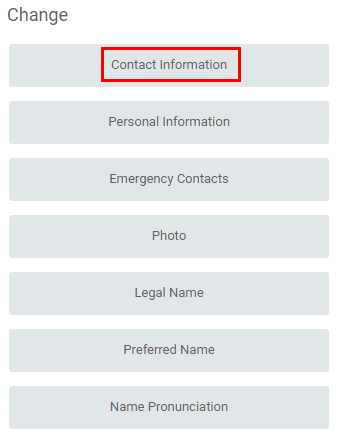 Change
Contact Information
Personal Information
Emergency Contacts
Photo
Legal Name
Preferred Name
Name Pronunciation